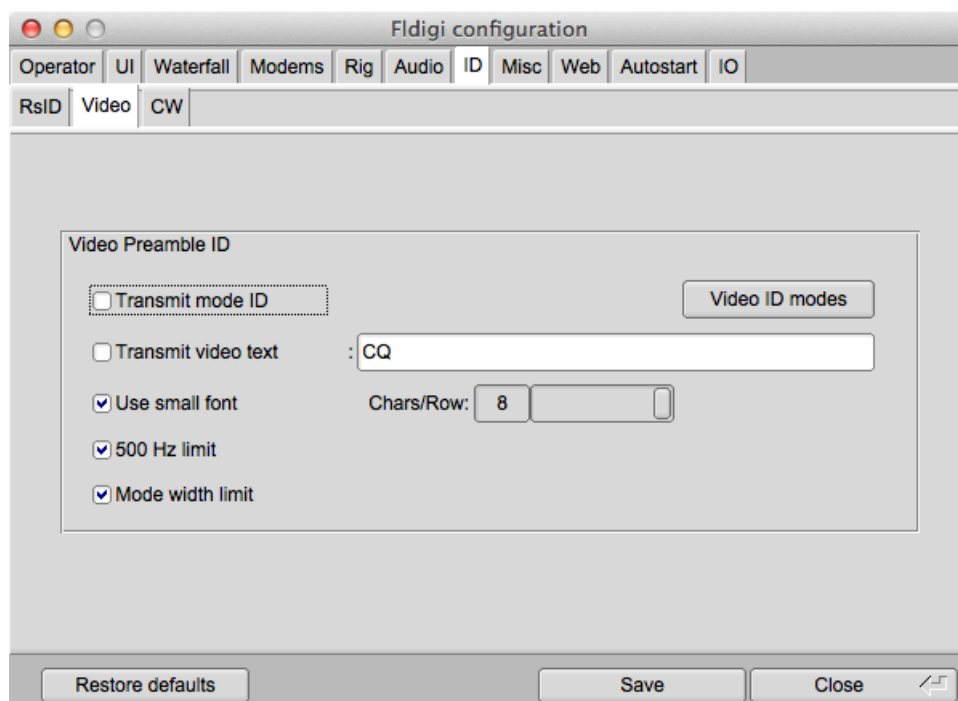 Fldigi configuration
Operator UI Waterfall Modems Rig Audio ID Misc Web Autostart IO
RsID Video CW
Video Preamble ID
Transmit mode ID Video ID modes
Transmit video text : CQ
Use small font Chars/Row: 8
500 Hz limit
Mode width limit
Restore defaults Save Close